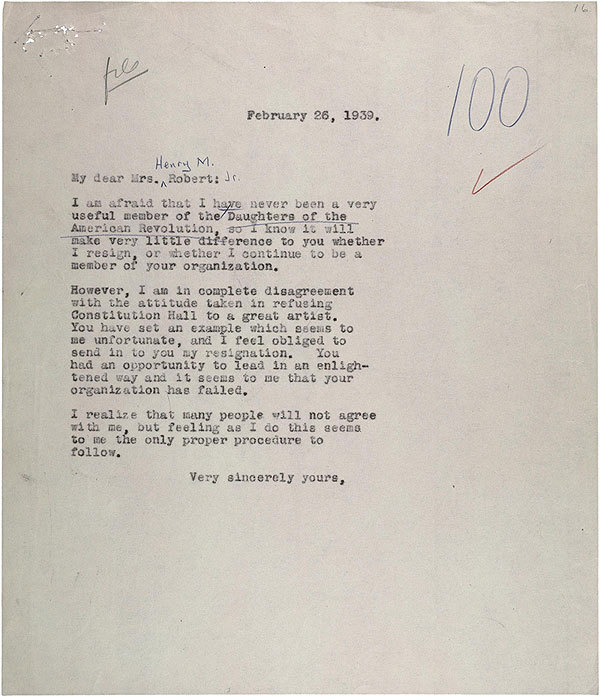 16
file
100
February 26, 1939.
Henry M.
My dear Mrs. Robert: Jr.
I am afraid that I have never been a very
useful member of the Daughters of the
American Revolution, so I know it will
make very little difference to you whether
I resign, or whether I continue to be a
member of your organization.
However, I am in complete disagreement
with the attitude taken in refusing
Constitution Hall to a great artist.
You have set an example which seems to
me unfortunate, and I feel obliged to
send in to you my resignation. You
had an opportunity to lead in an enligh-
tened way and it seems to me that your
organization has failed.
I realize that many people will not agree
with me, but feeling as I do this seems
to me the only proper procedure to
follow.
Very sincerely yours,